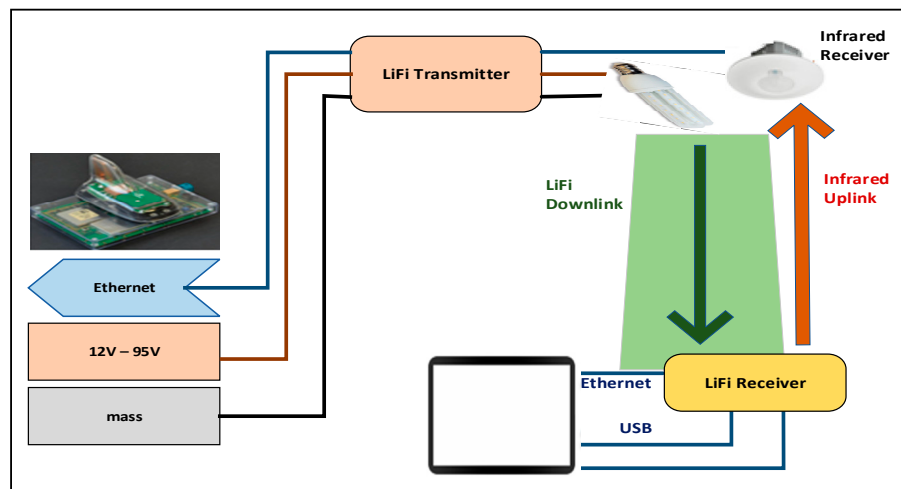 LiFi Transmitter
Infrared
Receiver
LiFi
Downlink
Infrared
Uplink
Ethernet
12V – 95V
mass
Ethernet
LiFi Receiver
USB